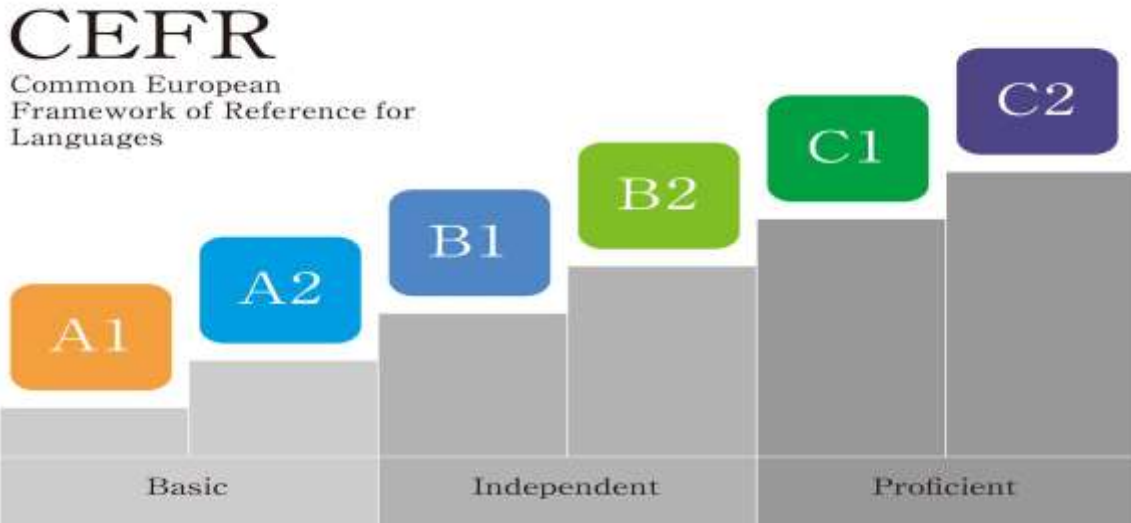 CEFR
Common European
Framework of Reference for
Languages
C2
C1
B2
B1
A2
A1
Basic
Independent
Proficient